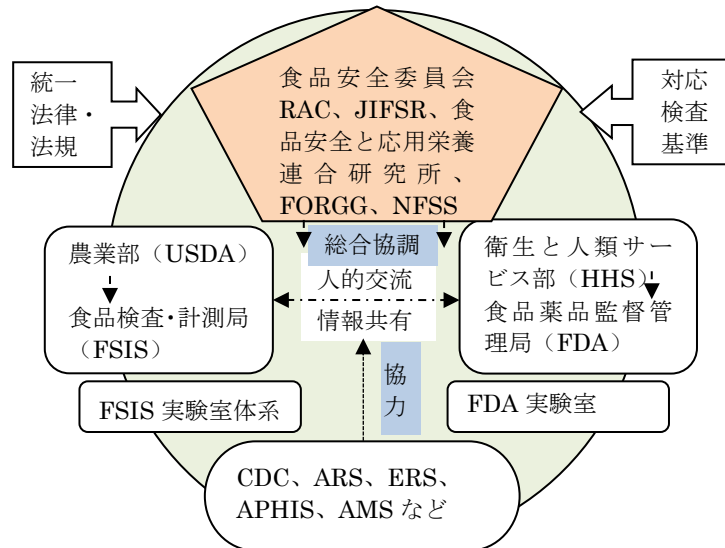 統一
法律・
法規
食品安全委員会
RAC、JIFSR、食
品安全と応用栄養
連合研究所、
FORGG、NFSS
対応
検査
基準
総合協調
人的交流
情報共有
農業部（USDA）
食品検査・計測局
（FSIS）
衛生と人類サー
ビス部（HHS）
食品薬品監督管
理局（FDA）
FSIS 実験室体系
協
力
FDA 実験室
CDC、ARS、ERS、
APHIS、AMS など